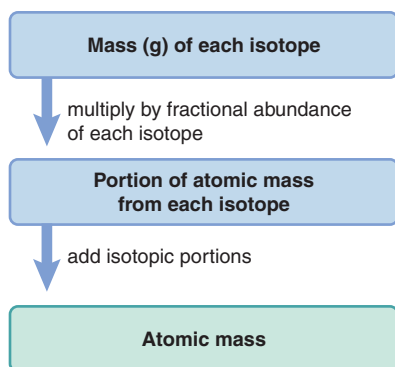 Mass (g) of each isotope
multiply by fractional abundance
of each isotope
Portion of atomic mass
from each isotope
add isotopic portions
Atomic mass